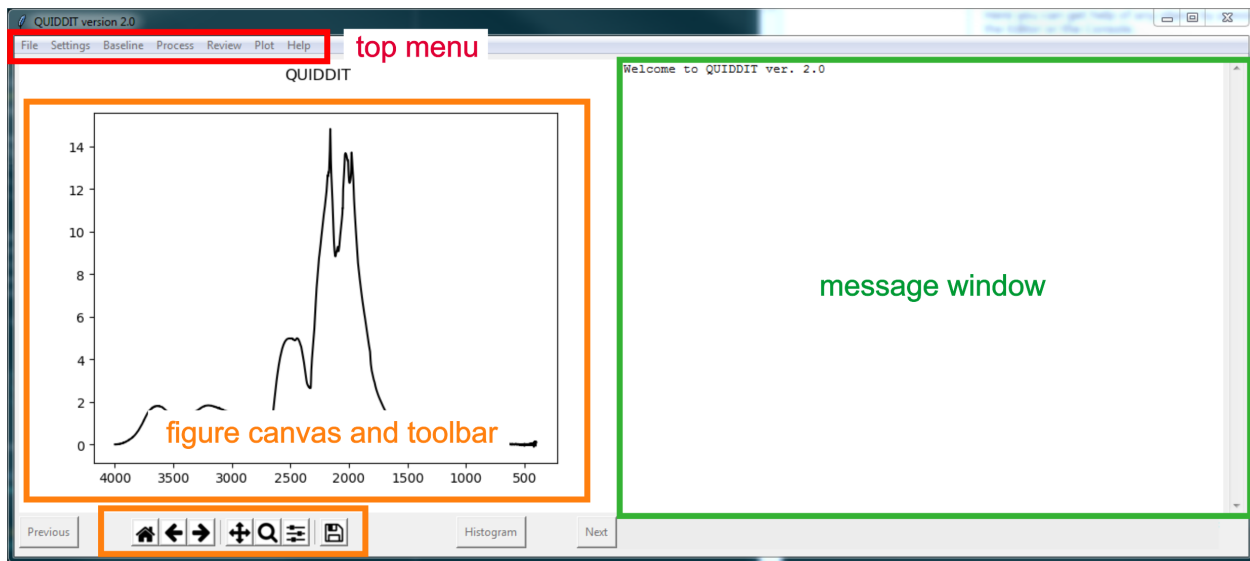 QUIDDIT version 2.0
File Settings Baseline Process Review Plot Help
top menu
QUIDDIT
Welcome to QUIDDIT ver. 2.0
14
12
10
8
6
4
2
0
message window
figure canvas and toolbar
4000 3500 3000 2500 2000 1500 1000 500
Previous
Histogram
Next